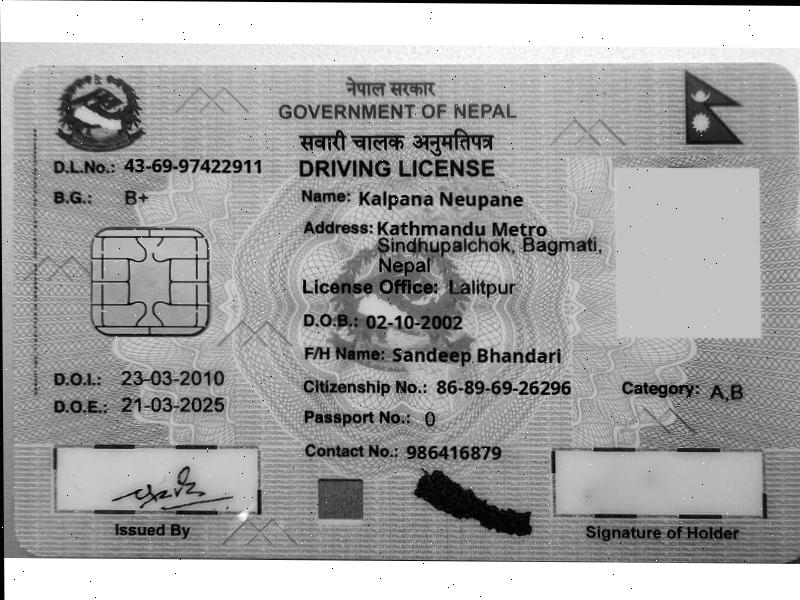 नेपाल सरकार
GOVERNMENT OF NEPAL
सवारी चालक अनुमतिपत्र
D.L.No.: 43-69-97422911 DRIVING LICENSE
B.G.: B+ Name: Kalpana Neupane
Address: Kathmandu Metro
Sindhupalchok, Bagmati,
Nepal
License Office: Lalitpur
D.O.B.: 02-10-2002
F/H Name: Sandeep Bhandari
D.O.I.: 23-03-2010 Citizenship No.: 86-89-69-26296 Category: A,B
D.O.E.: 21-03-2025 Passport No.: 0
Contact No.: 986416879
Issued By Signature of Holder